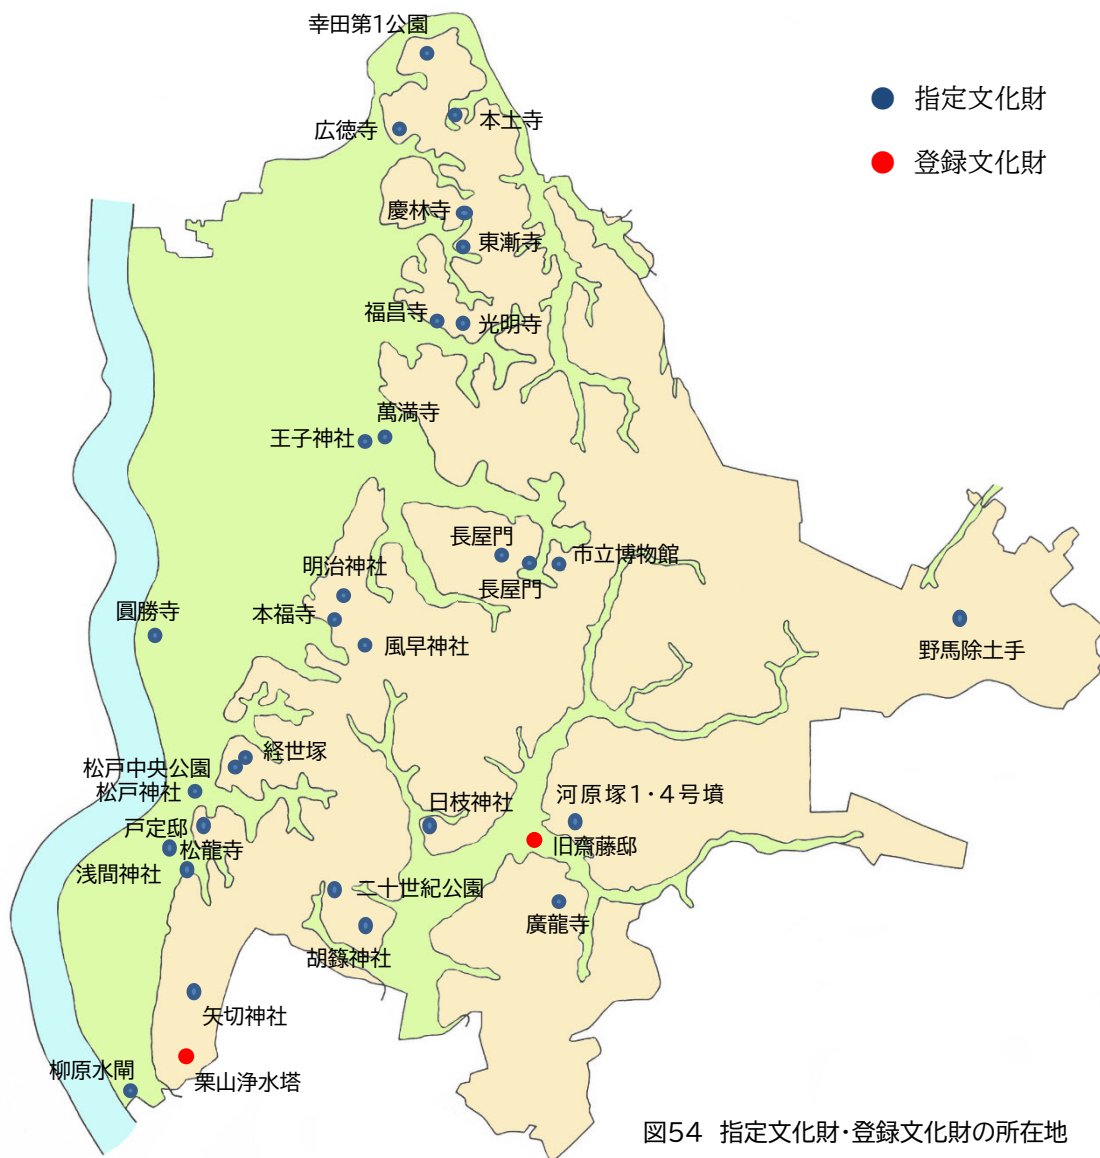 幸田第1公園
指定文化財
本土寺
広徳寺
登録文化財
慶林寺
東漸寺
福昌寺
光明寺
萬満寺
王子神社
長屋門
市立博物館
明治神社
長屋門
圓勝寺
本福寺
風早神社
野馬除土手
経世塚
松戸中央公園
松戸神社
日枝神社
河原塚1・4号墳
戸定邸
松龍寺
旧齋藤邸
浅間神社
二十世紀公園
廣龍寺
胡籙神社
矢切神社
柳原水閘
栗山浄水塔
図54 指定文化財・登録文化財の所在地